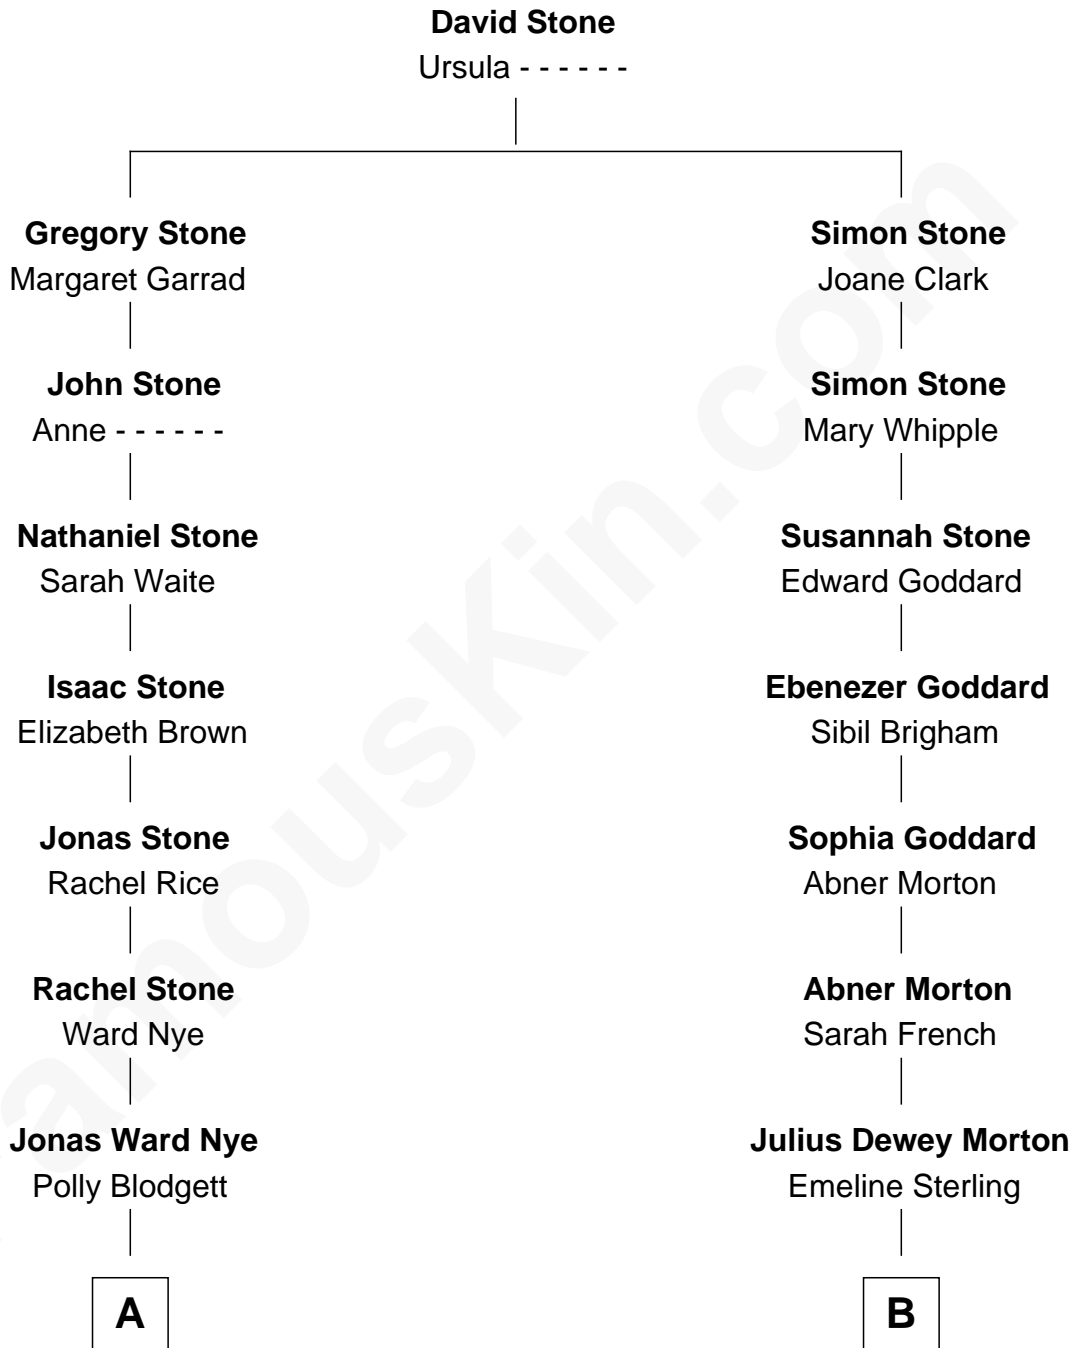 David Stone
Ursula - - - - - -
Gregory Stone
Margaret Garrad
Simon Stone
Joane Clark
John Stone
Anne - - - - - -
Simon Stone
Mary Whipple
Nathaniel Stone
Sarah Waite
Susannah Stone
Edward Goddard
Isaac Stone
Elizabeth Brown
Ebenezer Goddard
Sibil Brigham
Jonas Stone
Rachel Rice
Sophia Goddard
Abner Morton
Rachel Stone
Ward Nye
Abner Morton
Sarah French
Jonas Ward Nye
Polly Blodgett
Julius Dewey Morton
Emeline Sterling
A
B
amouskin.com